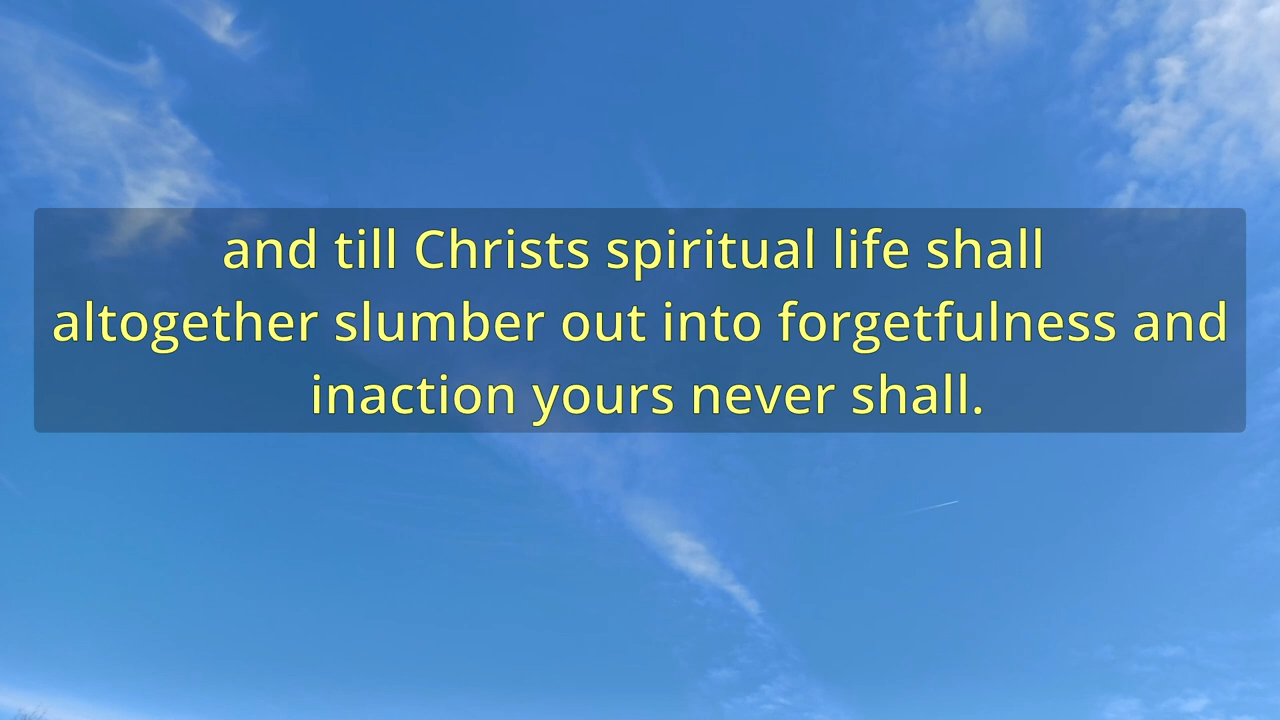 and till Christs spiritual life shall
altogether slumber out into forgetfulness and
inaction yours never shall.